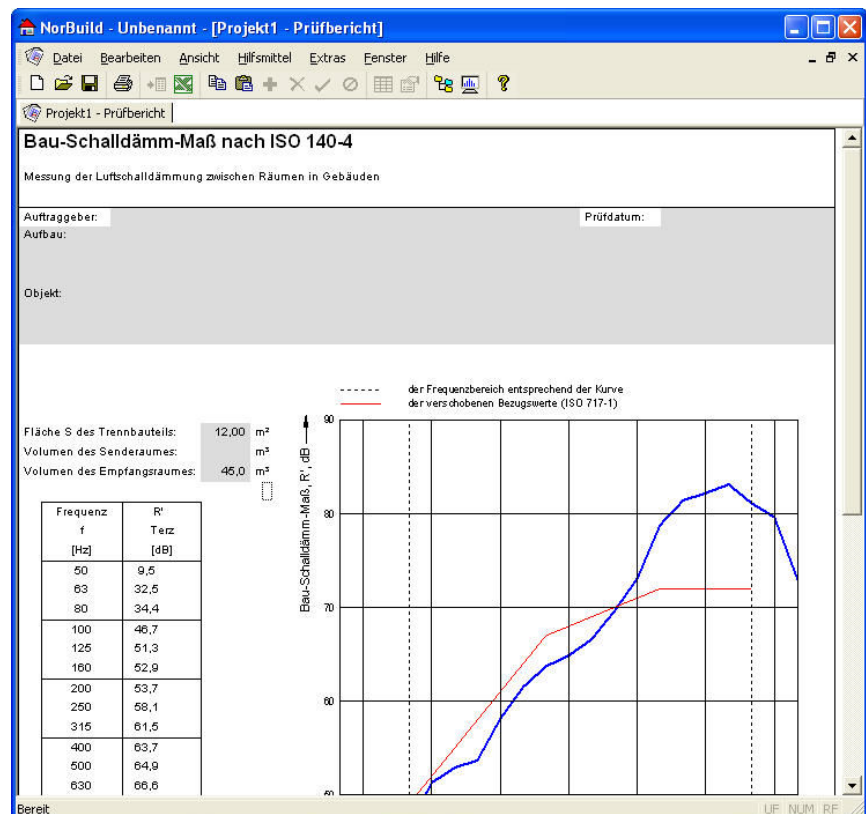 NorBuild - Unbenannt - [Projekt1 - Prüfbericht]
Datei Bearbeiten Ansicht Hilfsmittel Extras Fenster Hilfe
Projekt1 - Prüfbericht
Bau-Schalldämm-Maß nach ISO 140-4
Messung der Luftschalldämmung zwischen Räumen in Gebäuden
Auftraggeber: Prüfdatum:
Aufbau:
Objekt:
der Frequenzbereich entsprechend der Kurve
der verschobenen Bezugswerte (ISO 717-1)
Fläche S des Trennbauteils: 12,00 m²
Volumen des Senderaumes: m³
Volumen des Empfangsraumes: 45,0 m³
Frequenz R'
f Terz
[Hz] [dB]
50 9,5
63 32,5
80 34,4
100 46,7
125 51,3
160 52,9
200 53,7
250 58,1
315 61,5
400 63,7
500 64,9
630 66,6
Bau-Schalldämm-Maß, R', dB
90
80
70
60
50
Bereit UF NUM RF